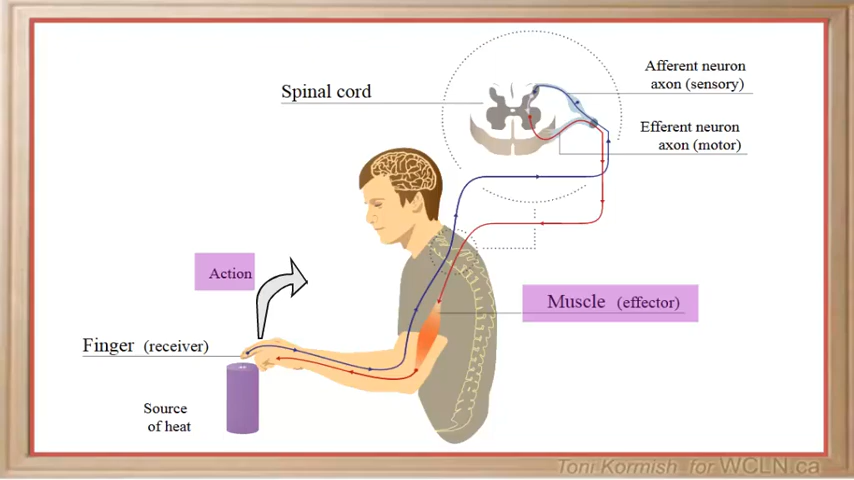 Afferent neuron
axon (sensory)
Spinal cord
Efferent neuron
axon (motor)
Action
Muscle (effector)
Finger (receiver)
Source
of heat
Toni Kormish for WCLN.ca